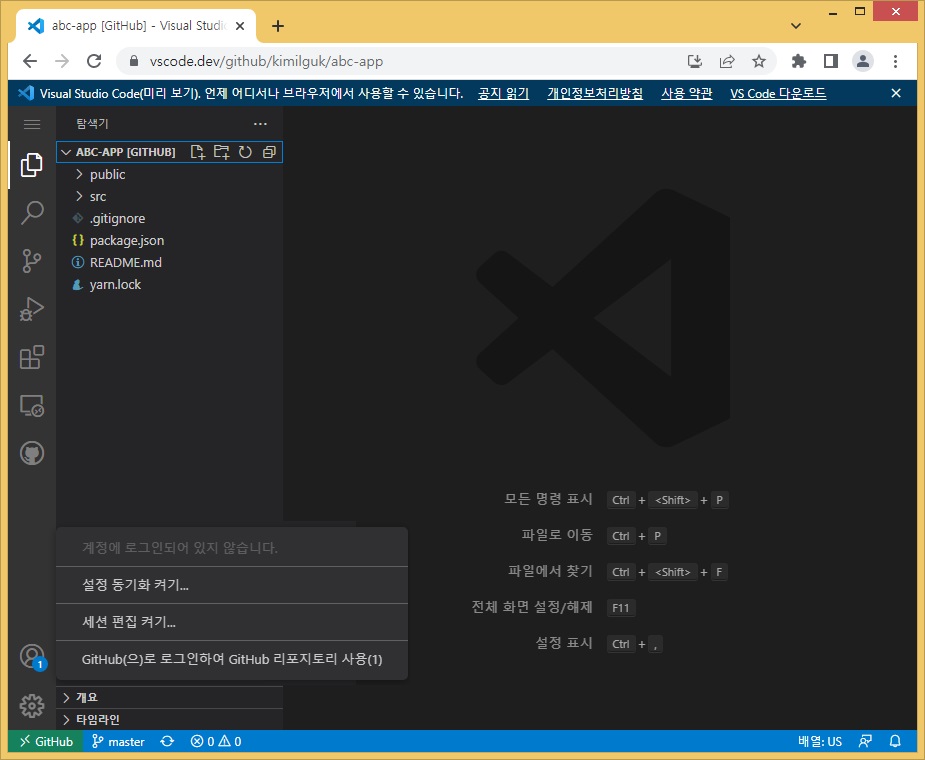 abc-app [GitHub] - Visual Studi
vscode.dev/github/kimilguk/abc-app
Visual Studio Code(미리 보기). 언제 어디서나 브라우저에서 사용할 수 있습니다. 공지 읽기 개인정보처리방침 사용 약관 VS Code 다운로드
탐색기
ABC-APP [GITHUB]
public
src
.gitignore
package.json
README.md
yarn.lock
모든 명령 표시 Ctrl + <Shift> + P
파일로 이동 Ctrl + P
파일에서 찾기 Ctrl + <Shift> + F
전체 화면 설정/해제 F11
설정 표시 Ctrl + ,
계정에 로그인되어 있지 않습니다.
설정 동기화 켜기...
세션 편집 켜기...
GitHub(으)로 로그인하여 GitHub 리포지토리 사용(1)
1
개요
타임라인
GitHub master 0 0 배열: US